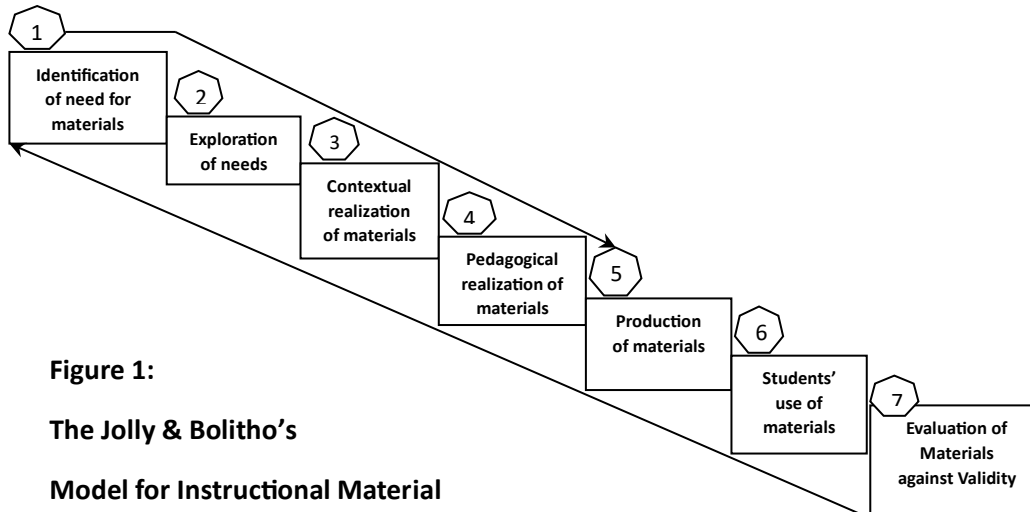 1
Identification
of need for
materials
2
Exploration
of needs
3
Contextual
realization
of materials
4
Pedagogical
realization of
materials
5
Production
of materials
6
Students’
use of
materials
7
Evaluation of
Materials
against Validity
Figure 1:
The Jolly & Bolitho’s
Model for Instructional Material